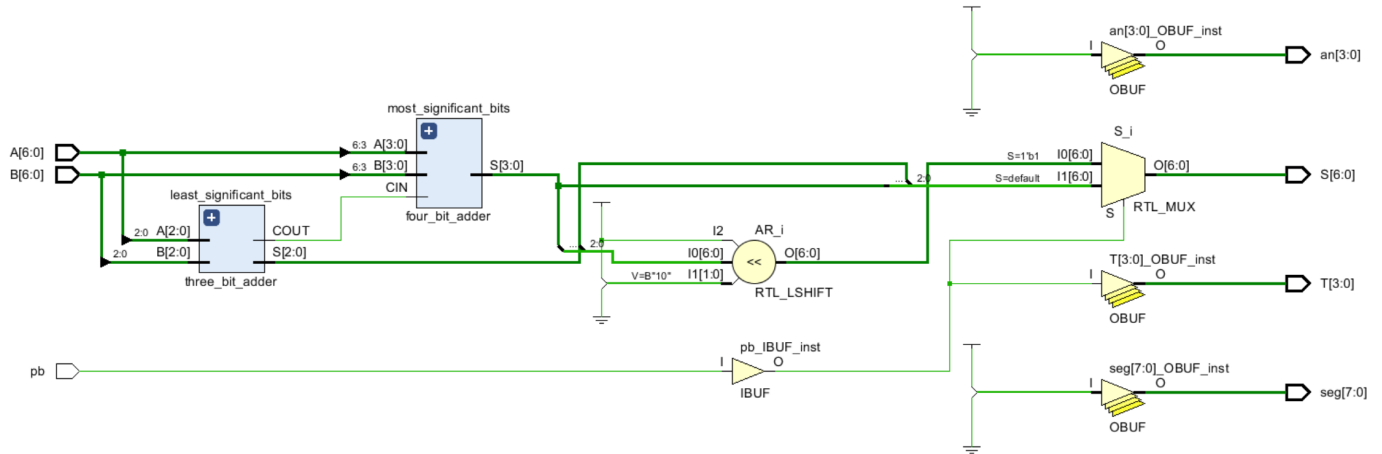 an[3:0]_OBUF_inst
I O
an[3:0]
OBUF
most_significant_bits
S_i
A[6:0]
6:3 A[3:0]
S=1'b1 I0[6:0]
O[6:0]
B[6:0]
6:3 B[3:0]
S[3:0]
.... 2:0
S=default I1[6:0]
S[6:0]
CIN
least_significant_bits
four_bit_adder
S
RTL_MUX
2:0 A[2:0]
COUT
I2
AR_i
2:0 B[2:0]
S[2:0]
.... 2:0
I0[6:0]
<<
O[6:0]
T[3:0]_OBUF_inst
three_bit_adder
V=B"10" I1[1:0]
RTL_LSHIFT
I O
T[3:0]
OBUF
pb_IBUF_inst
pb
I O
IBUF
seg[7:0]_OBUF_inst
I O
seg[7:0]
OBUF